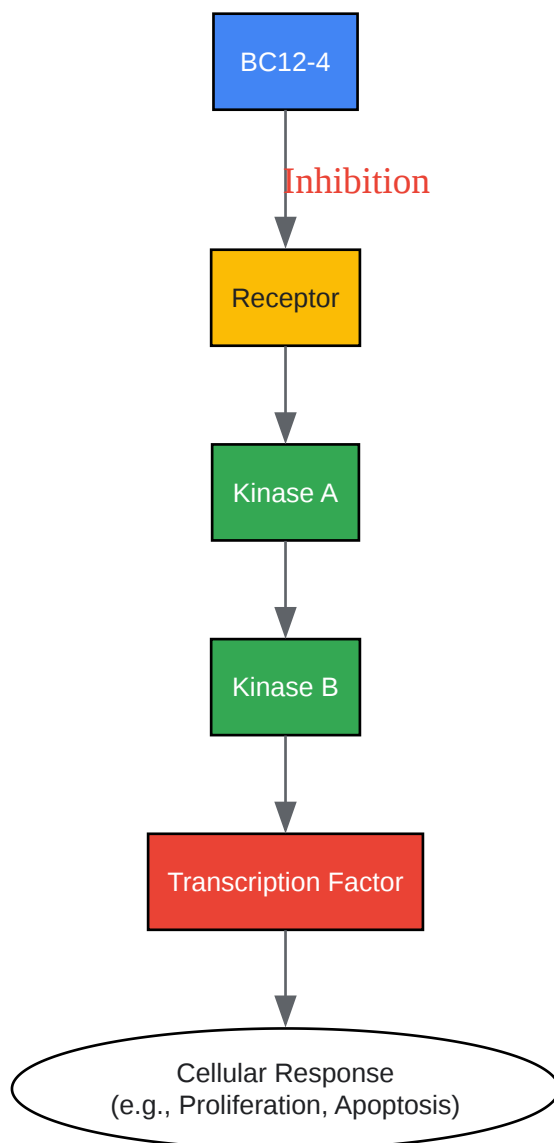 BC12-4
Inhibition
Receptor
Kinase A
Kinase B
Transcription Factor
Cellular Response
(e.g., Proliferation, Apoptosis)